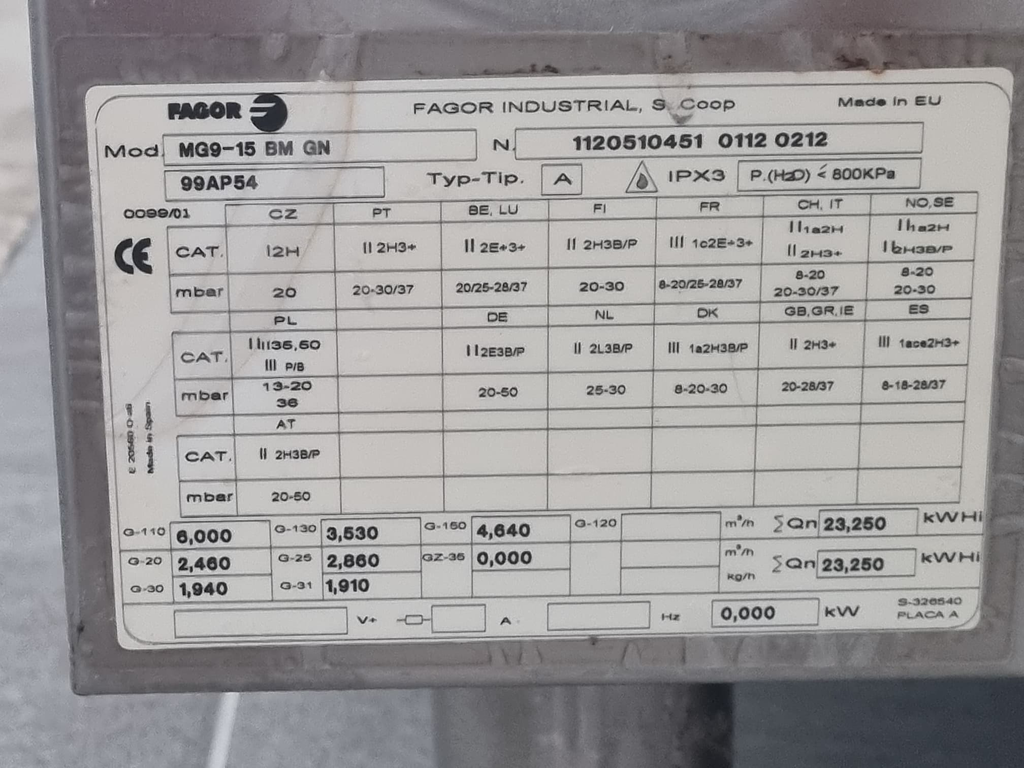 FAGOR FAGOR INDUSTRIAL, S. Coop Made in EU
Mod. MG9-15 BM GN N. 1120510451 0112 0212
99AP54 Typ-Tip. A IPX3 P.(H2O) < 800KPa
0099/01 CZ PT BE, LU FI FR CH, IT NO,SE
CE CAT. I2H II 2H3+ II 2E+3+ II 2H3B/P III 1c2E+3+ II1a2H
II 2H3+
mbar 20 20-30/37 20/25-28/37 20-30 8-20/25-28/37 8-20 8-20
20-30/37 20-30
PL DE NL DK GB,GR,IE ES
CAT. II2E3B/P II 2L3B/P III 1a2H3B/P II 2H3+ III 1ace2H3+
III P/B
mbar 13-20 20-50 25-30 8-20-30 20-28/37 8-18-28/37
36
AT
CAT. II 2H3B/P
mbar 20-50
Made in Spain
G-110 6,000 G-130 3,530 G-150 4,640 G-120 m³/h ∑Qn 23,250 kW Hi
G-20 2,460 G-25 2,860 GZ-35 0,000 m³/h ∑Qn 23,250 kW Hi
G-30 1,940 G-31 1,910 kg/h
V+ A. Hz 0,000 kW S-326540
PLACA A